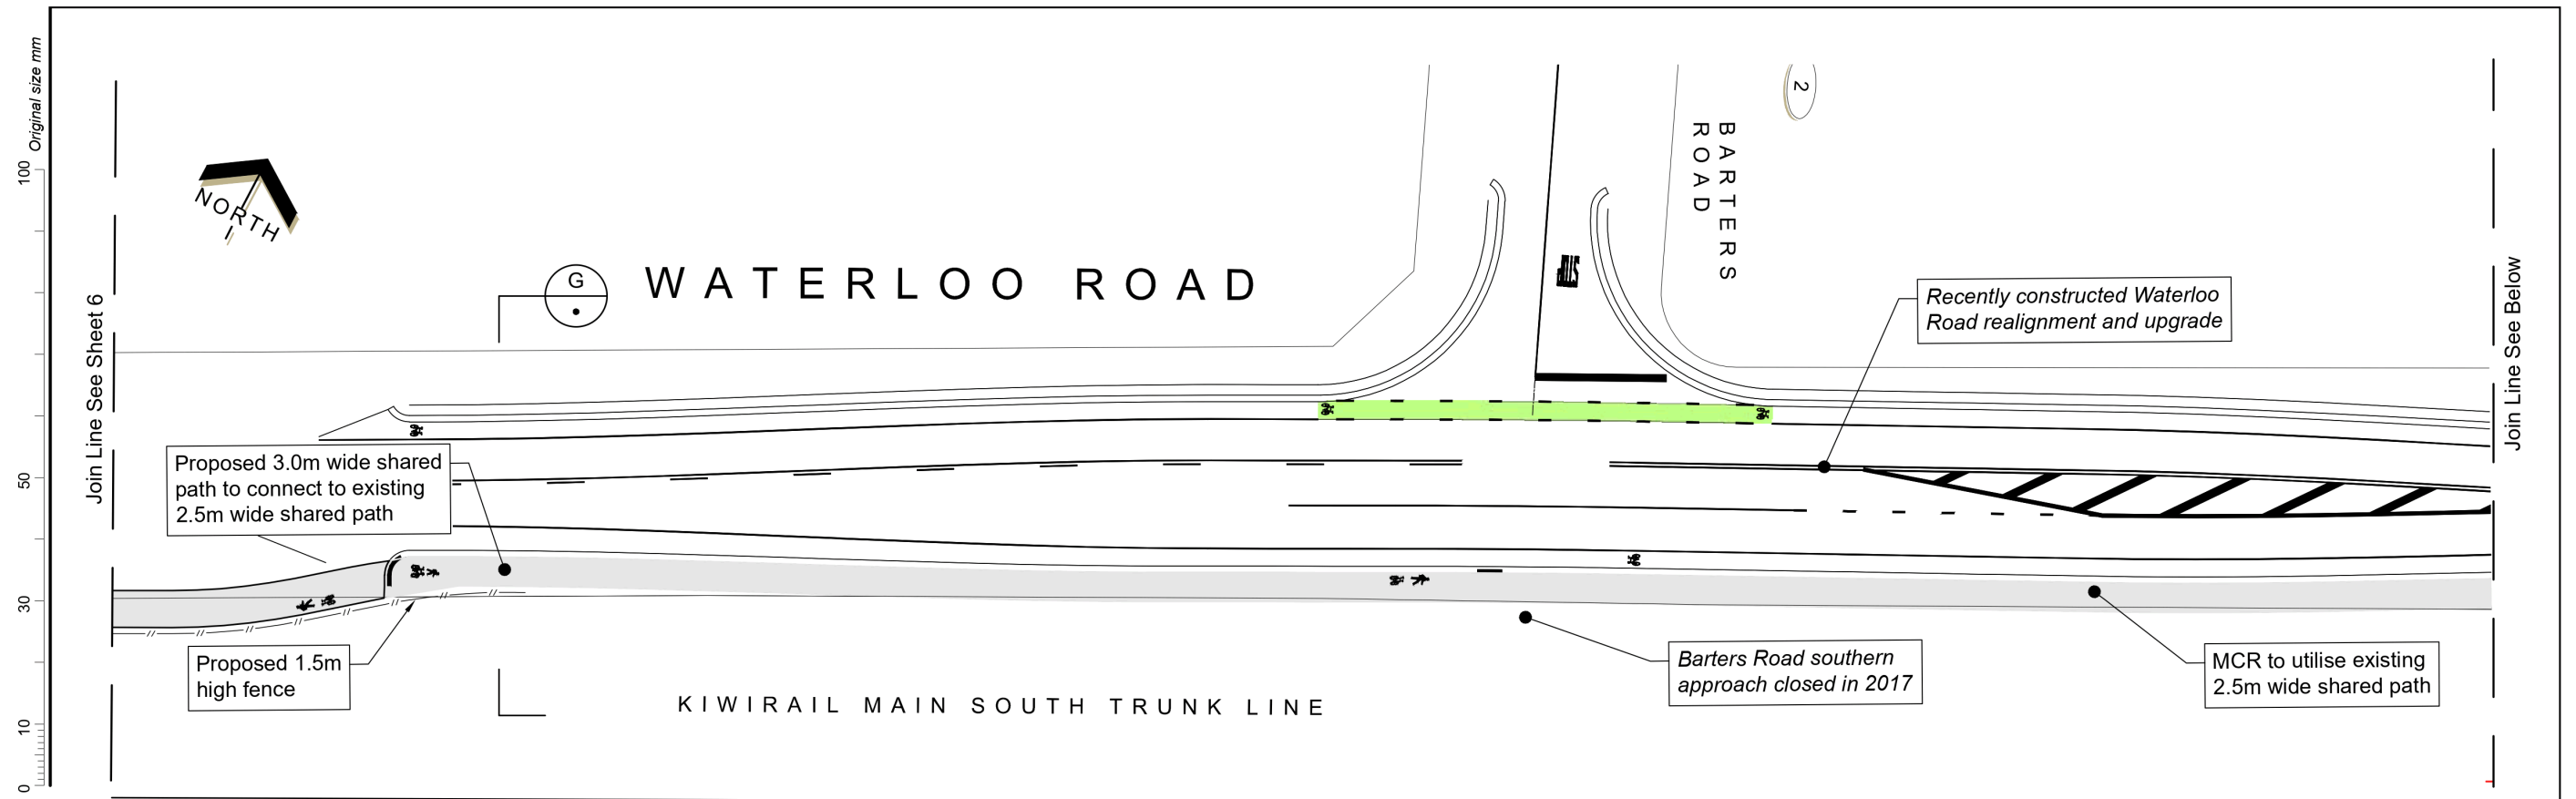 Original size mm
100
50
30
10
0
NORTH
Join Line See Sheet 6
G
WATERLOO ROAD
BARTERS
ROAD
2
Recently constructed Waterloo
Road realignment and upgrade
Join Line See Below
Proposed 3.0m wide shared
path to connect to existing
2.5m wide shared path
Proposed 1.5m
high fence
KIWIRAIL MAIN SOUTH TRUNK LINE
Barters Road southern
approach closed in 2017
MCR to utilise existing
2.5m wide shared path